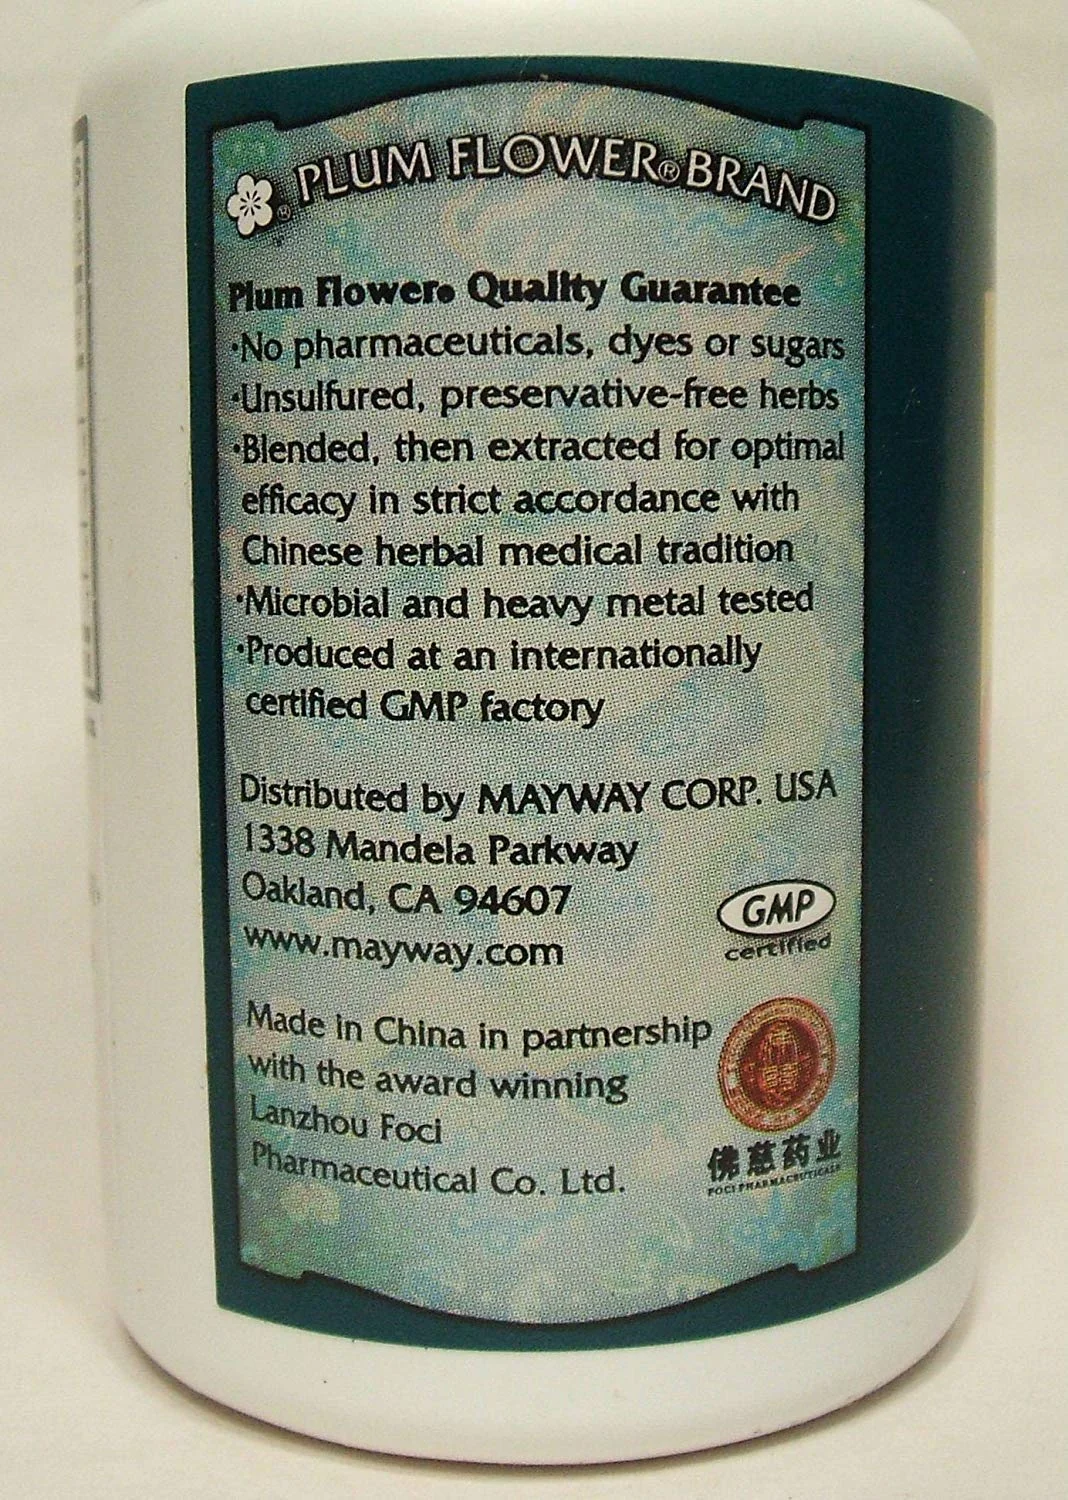 PLUM FLOWER® BRAND
Plum Flower® Quality Guarantee
·No pharmaceuticals, dyes or sugars
·Unsulfured, preservative-free herbs
·Blended, then extracted for optimal
efficacy in strict accordance with
Chinese herbal medical tradition
·Microbial and heavy metal tested
·Produced at an internationally
certified GMP factory
Distributed by MAYWAY CORP. USA
1338 Mandela Parkway
Oakland, CA 94607
www.mayway.com
GMP
certified
Made in China in partnership
with the award winning
Lanzhou Foci
Pharmaceutical Co. Ltd.
佛慈药业
FOCI PHARMACEUTICALS